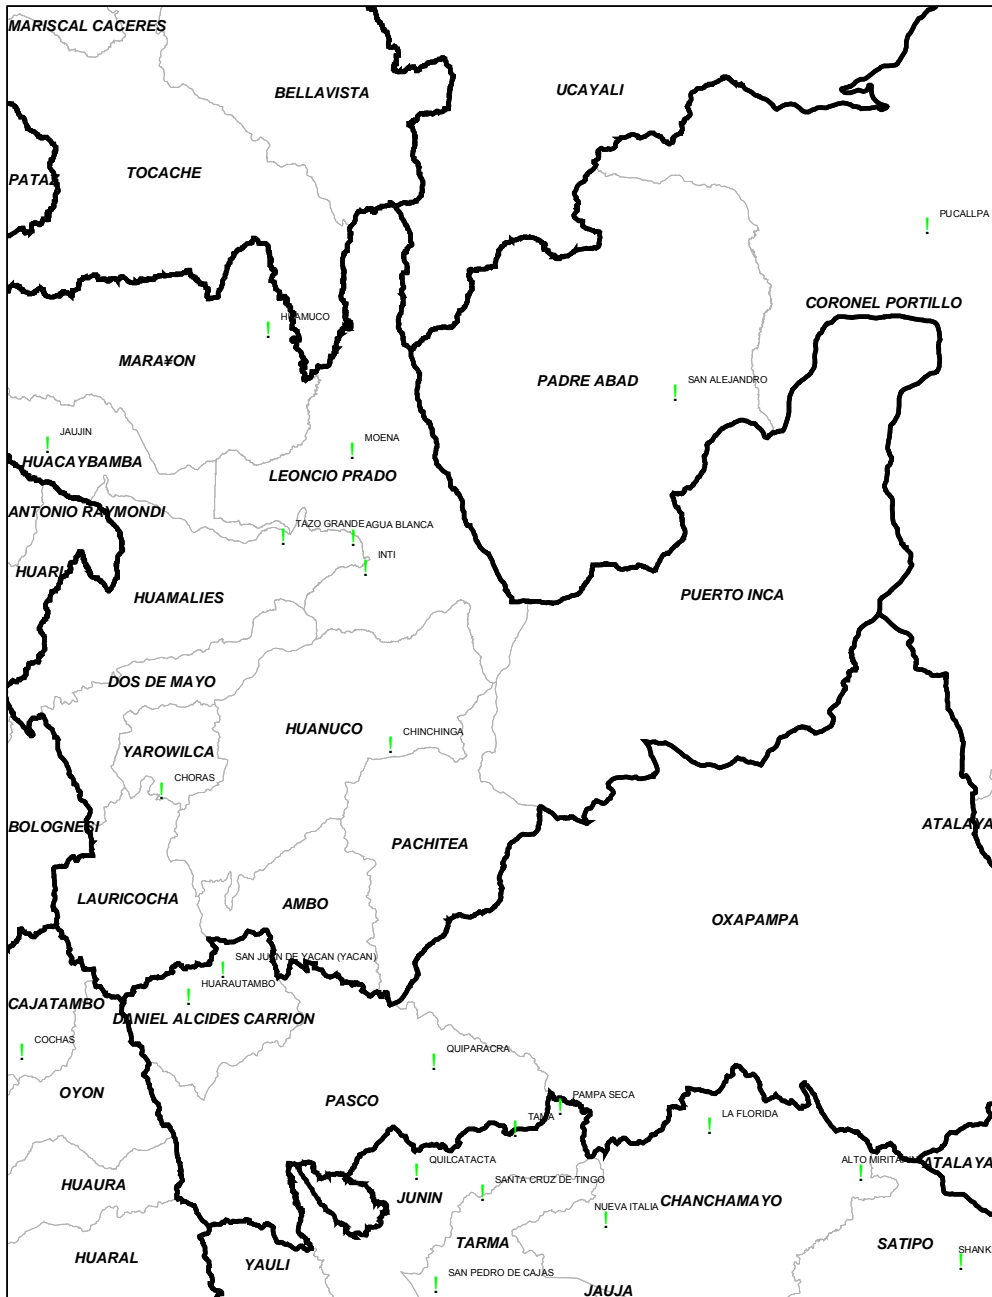 MARISCAL CACERES
BELLAVISTA
UCAYALI
TOCACHE
PATAZ
PUCALLPA
CORONEL PORTILLO
HUAMUCO
MARA¥ON
PADRE ABAD
SAN ALEJANDRO
JAUJIN
MOENA
HUACAYBAMBA
LEONCIO PRADO
ANTONIO RAYMONDI
TAZO GRANDE
AGUA BLANCA
INTI
HUARI
HUAMALIES
PUERTO INCA
DOS DE MAYO
HUANUCO
CHINCHINGA
YAROWILCA
CHORAS
BOLOGNESI
ATALAYA
PACHITEA
LAURICOCHA
AMBO
OXAPAMPA
SAN JUAN DE YACAN (YACAN)
HUARAUTAMBO
CAJATAMBO
DANIEL ALCIDES CARRION
COCHAS
QUIPARACRA
OYON
PASCO
PAMPA SECA
TAMA
LA FLORIDA
QUILCATACTA
ATALAYA
SANTA CRUZ DE TINGO
HUAURA
JUNIN
CHANCHAMAYO
NUEVA ITALIA
TARMA
SATIPO
HUARAL
YAULI
SAN PEDRO DE CAJAS
SHANK
JAUJA
ALTO